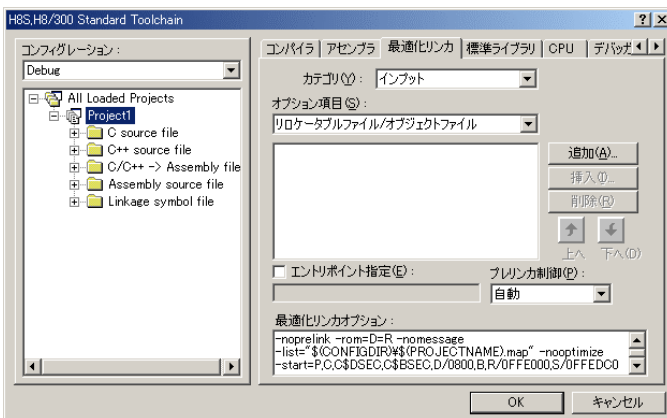 H8S,H8/300 Standard Toolchain
コンフィグレーション :
Debug
All Loaded Projects
Project1
C source file
C++ source file
C/C++ -> Assembly file
Assembly source file
Linkage symbol file
コンパイラ アセンブラ 最適化リンカ 標準ライブラリ CPU デバッガ
カテゴリ(Y) : インプット
オプション項目(S) :
リロケータブルファイル/オブジェクトファイル
追加(A)...
挿入(I)...
削除(R)
上へ 下へ(D)
エントリポイント指定(E) :
プレリンカ制御(P) :
自動
最適化リンカオプション :
-noprelink -rom=D=R -nomessage
-list="$(CONFIGDIR)¥$(PROJECTNAME).map" -nooptimize
-start=P,C,C$DSEC,C$BSEC,D/0800,B,R/0FFE000,S/0FFEDC0
OK キャンセル